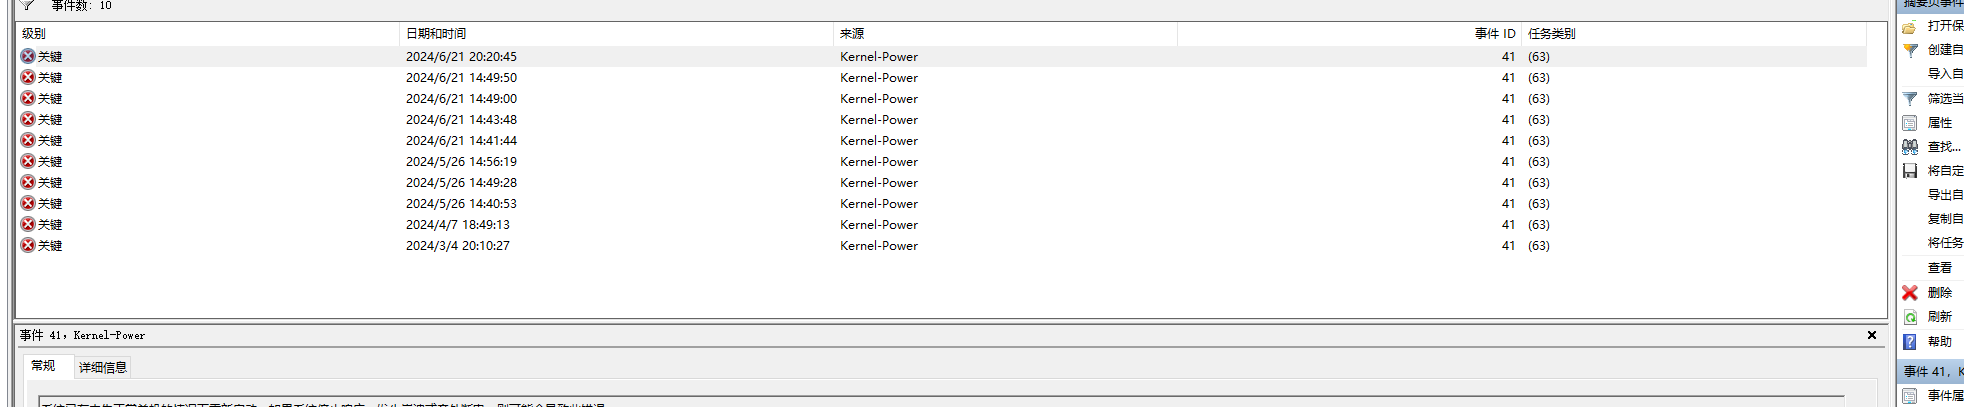 事件数: 10
级别 日期和时间 来源 事件 ID 任务类别
关键 2024/6/21 20:20:45 Kernel-Power 41 (63)
关键 2024/6/21 14:49:50 Kernel-Power 41 (63)
关键 2024/6/21 14:49:00 Kernel-Power 41 (63)
关键 2024/6/21 14:43:48 Kernel-Power 41 (63)
关键 2024/6/21 14:41:44 Kernel-Power 41 (63)
关键 2024/5/26 14:56:19 Kernel-Power 41 (63)
关键 2024/5/26 14:49:28 Kernel-Power 41 (63)
关键 2024/5/26 14:40:53 Kernel-Power 41 (63)
关键 2024/4/7 18:49:13 Kernel-Power 41 (63)
关键 2024/3/4 20:10:27 Kernel-Power 41 (63)
事件 41，Kernel-Power
常规 详细信息
摘要页事件
打开保
创建自
导入自
筛选当
属性
查找...
将自定
导出自
复制自
将任务
查看
删除
刷新
帮助
事件 41，K
事件属